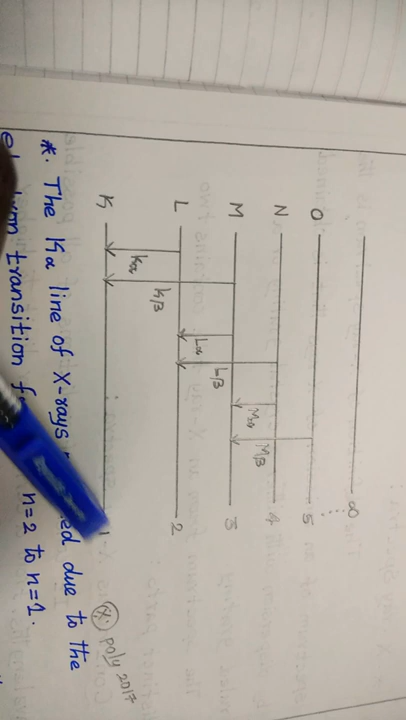 ∞
O 5
N 4
M 3
L 2
K 1
Kα
Kβ
Lα
Lβ
Mα
Mβ
(*) poly 2017
*. The Kα line of X-rays due to the
transition n=2 to n=1.